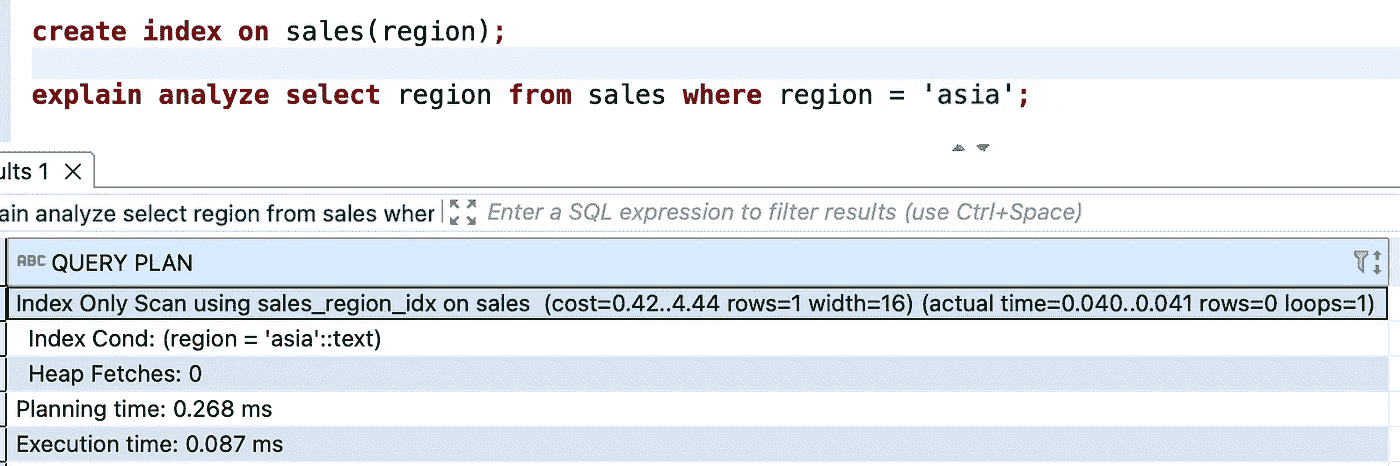 create index on sales(region);
explain analyze select region from sales where region = 'asia';
ults 1
ain analyze select region from sales wher Enter a SQL expression to filter results (use Ctrl+Space)
ABC QUERY PLAN
Index Only Scan using sales_region_idx on sales (cost=0.42..4.44 rows=1 width=16) (actual time=0.040..0.041 rows=0 loops=1)
Index Cond: (region = 'asia'::text)
Heap Fetches: 0
Planning time: 0.268 ms
Execution time: 0.087 ms